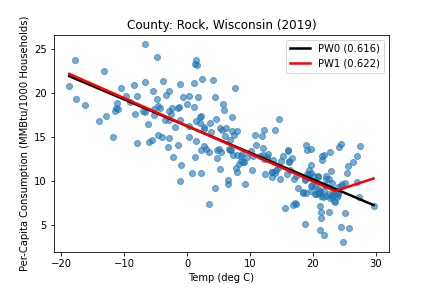 County: Rock, Wisconsin (2019)
Per-Capita Consumption (MMBtu/1000 Households)
25
20
15
10
5
PW0 (0.616)
PW1 (0.622)
−20 −10 0 10 20 30
Temp (deg C)